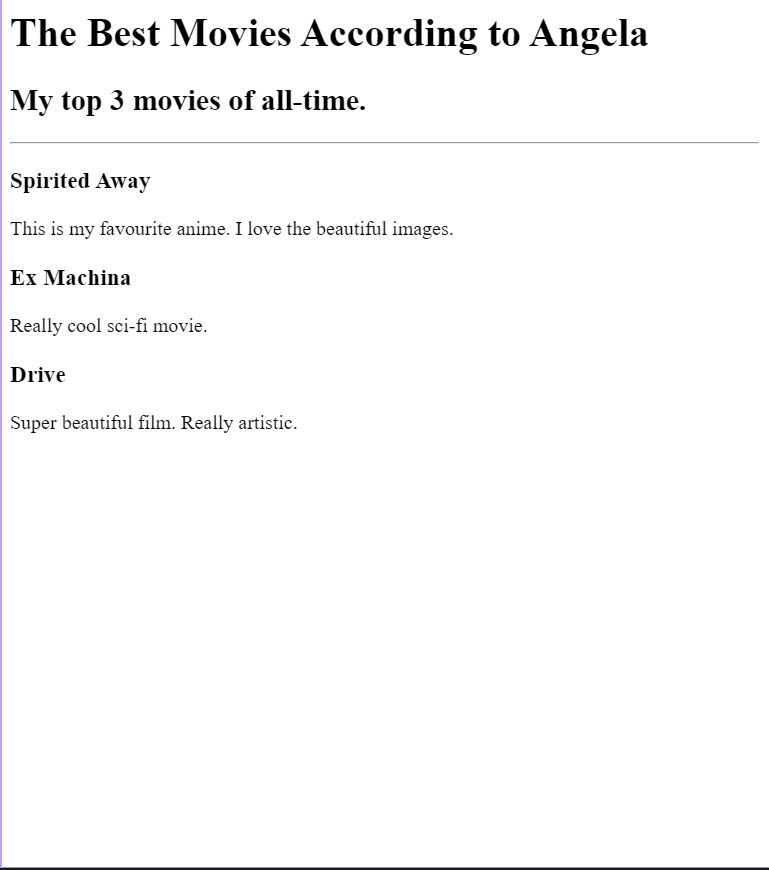 The Best Movies According to Angela
My top 3 movies of all-time.
Spirited Away
This is my favourite anime. I love the beautiful images.
Ex Machina
Really cool sci-fi movie.
Drive
Super beautiful film. Really artistic.